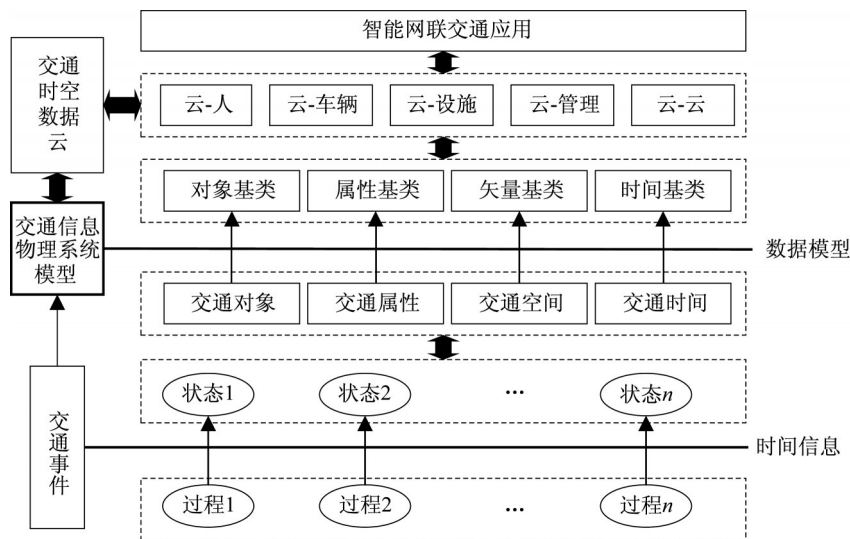 智能网联交通应用
交通
时空
数据
云
云-人
云-车辆
云-设施
云-管理
云-云
对象基类
属性基类
矢量基类
时间基类
交通信息
物理系统
模型
数据模型
交通对象
交通属性
交通空间
交通时间
状态1
状态2
...
状态n
交通事件
时间信息
过程1
过程2
...
过程n